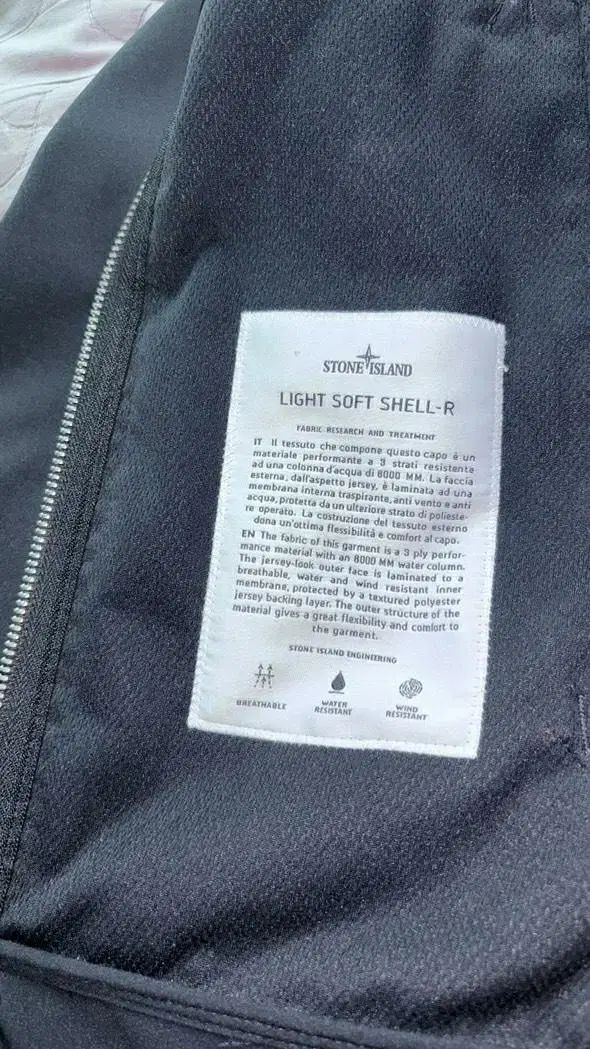 STONE ISLAND
LIGHT SOFT SHELL-R
FABRIC RESEARCH AND TREATMENT
IT Il tessuto che compone questo capo è un
materiale performante a 3 strati resistente
ad una colonna d'acqua di 8000 MM. La faccia
esterna, dall'aspetto jersey, è laminata ad una
membrana interna traspirante, anti vento e anti
acqua, protetta da un ulteriore strato di polieste-
re operato. La costruzione del tessuto esterno
dona un'ottima flessibilità e comfort al capo.
EN The fabric of this garment is a 3 ply perfor-
mance material with an 8000 MM water column.
The jersey-look outer face is laminated to a
breathable, water and wind resistant inner
membrane, protected by a textured polyester
jersey backing layer. The outer structure of the
material gives a great flexibility and comfort to
the garment.
STONE ISLAND ENGINEERING
BREATHABLE
WATER
RESISTANT
WIND
RESISTANT